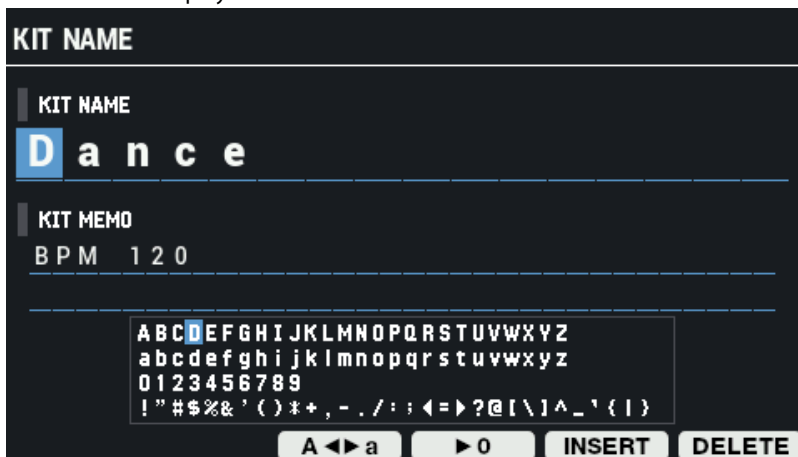 KIT NAME
KIT NAME
Dance
KIT MEMO
BPM 120
ABCDEFGHIJKLMNOPQRSTUVWXYZ
abcdefghijklmnopqrstuvwxyz
0123456789
!"#$%&'()*+,-./:;◀=▶?@[\]^_`{|}
A◀▶a ▶0 INSERT DELETE